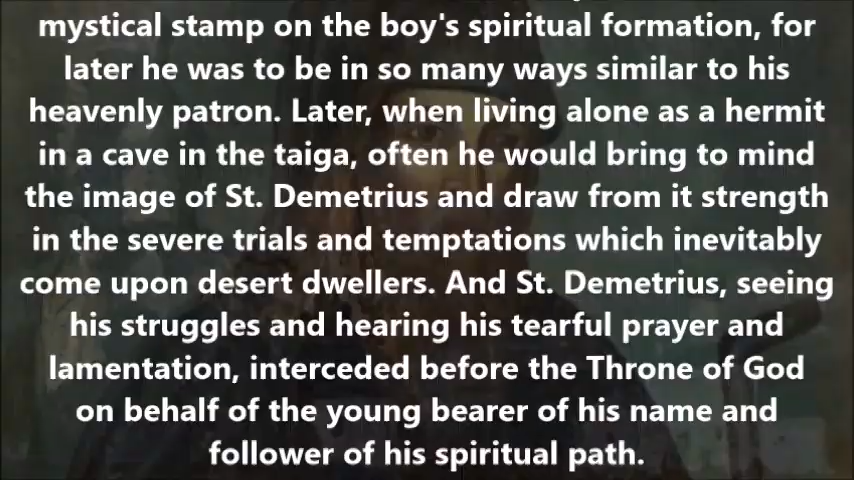 mystical stamp on the boy's spiritual formation, for
later he was to be in so many ways similar to his
heavenly patron. Later, when living alone as a hermit
in a cave in the taiga, often he would bring to mind
the image of St. Demetrius and draw from it strength
in the severe trials and temptations which inevitably
come upon desert dwellers. And St. Demetrius, seeing
his struggles and hearing his tearful prayer and
lamentation, interceded before the Throne of God
on behalf of the young bearer of his name and
follower of his spiritual path.